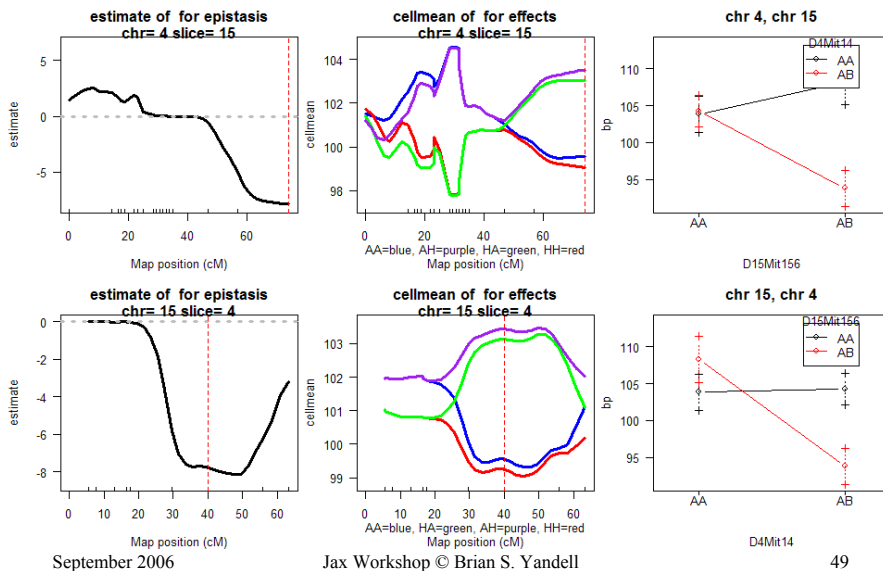 estimate of  for epistasis
chr= 4 slice= 15
estimate
5
0
-5
0
20
40
60
Map position (cM)
cellmean of  for effects
chr= 4 slice= 15
cellmean
104
102
100
98
0
20
40
60
AA=blue, AH=purple, HA=green, HH=red
Map position (cM)
chr 4, chr 15
D4Mit14
AA
AB
bp
110
105
100
95
AA
AB
D15Mit156
estimate of  for epistasis
chr= 15 slice= 4
estimate
0
-2
-4
-6
-8
0
10
20
30
40
50
60
Map position (cM)
cellmean of  for effects
chr= 15 slice= 4
cellmean
103
102
101
100
99
0
10
20
30
40
50
60
AA=blue, HA=green, AH=purple, HH=red
Map position (cM)
chr 15, chr 4
D15Mit156
AA
AB
bp
110
105
100
95
AA
AB
D4Mit14
September 2006
Jax Workshop © Brian S. Yandell
49